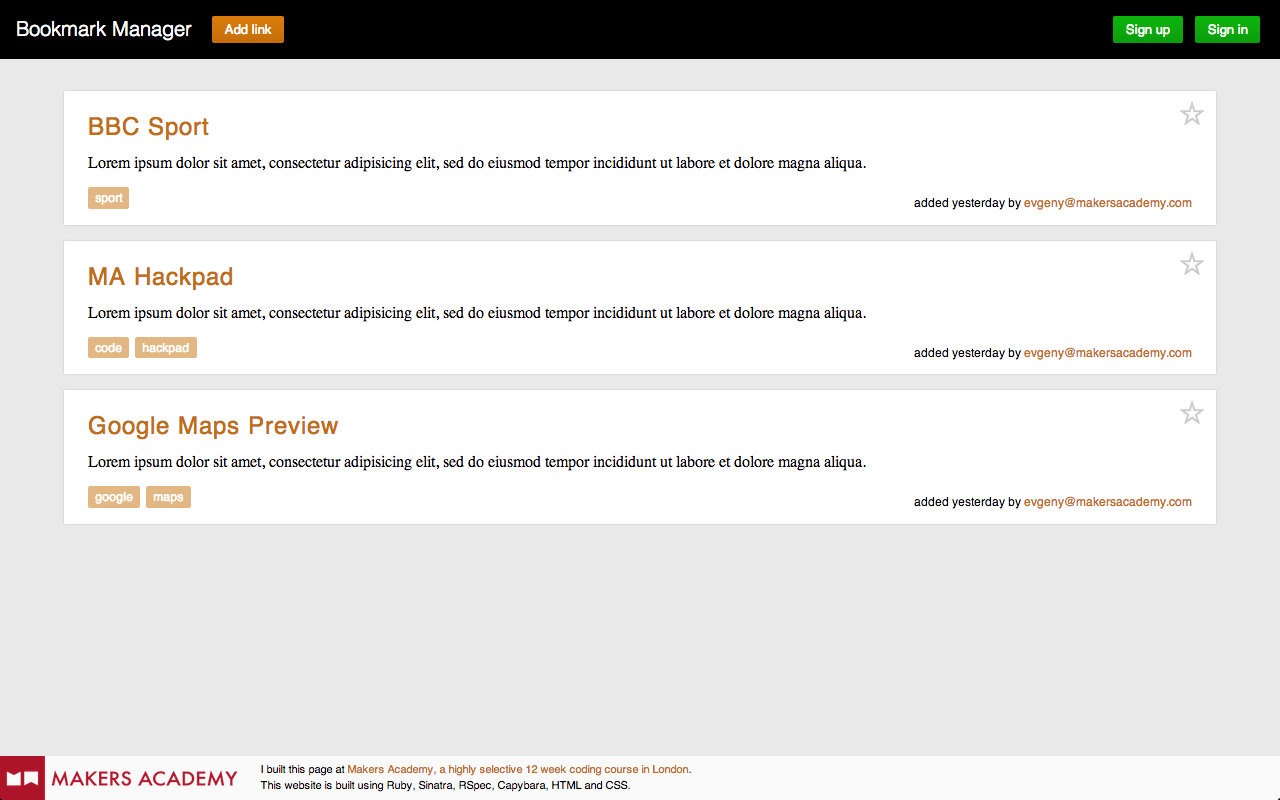 Bookmark Manager Add link Sign up Sign in
BBC Sport
Lorem ipsum dolor sit amet, consectetur adipisicing elit, sed do eiusmod tempor incididunt ut labore et dolore magna aliqua.
sport
added yesterday by evgeny@makersacademy.com
MA Hackpad
Lorem ipsum dolor sit amet, consectetur adipisicing elit, sed do eiusmod tempor incididunt ut labore et dolore magna aliqua.
code hackpad
added yesterday by evgeny@makersacademy.com
Google Maps Preview
Lorem ipsum dolor sit amet, consectetur adipisicing elit, sed do eiusmod tempor incididunt ut labore et dolore magna aliqua.
google maps
added yesterday by evgeny@makersacademy.com
MAKERS ACADEMY
I built this page at Makers Academy, a highly selective 12 week coding course in London.
This website is built using Ruby, Sinatra, RSpec, Capybara, HTML and CSS.